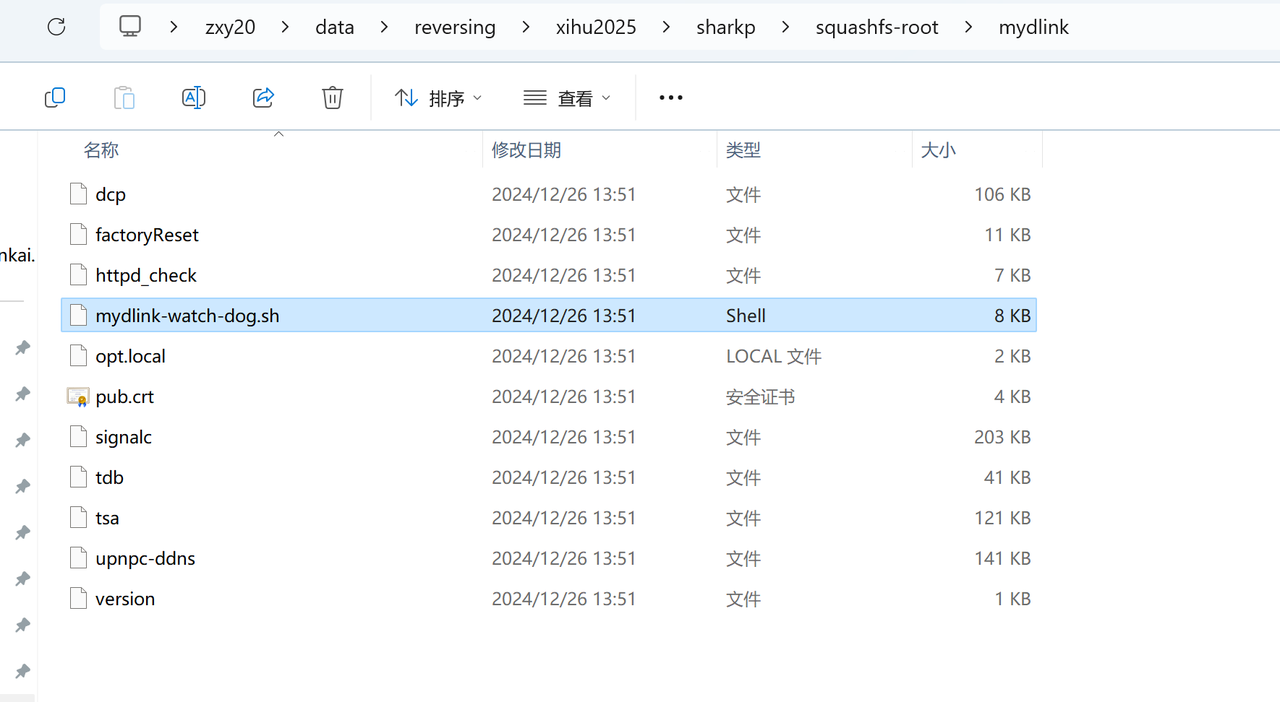 zxy20 > data > reversing > xihu2025 > sharkp > squashfs-root > mydlink
排序 查看
名称 修改日期 类型 大小
dcp 2024/12/26 13:51 文件 106 KB
factoryReset 2024/12/26 13:51 文件 11 KB
nkai.
httpd_check 2024/12/26 13:51 文件 7 KB
mydlink-watch-dog.sh 2024/12/26 13:51 Shell 8 KB
opt.local 2024/12/26 13:51 LOCAL 文件 2 KB
pub.crt 2024/12/26 13:51 安全证书 4 KB
signalc 2024/12/26 13:51 文件 203 KB
tdb 2024/12/26 13:51 文件 41 KB
tsa 2024/12/26 13:51 文件 121 KB
upnpc-ddns 2024/12/26 13:51 文件 141 KB
version 2024/12/26 13:51 文件 1 KB